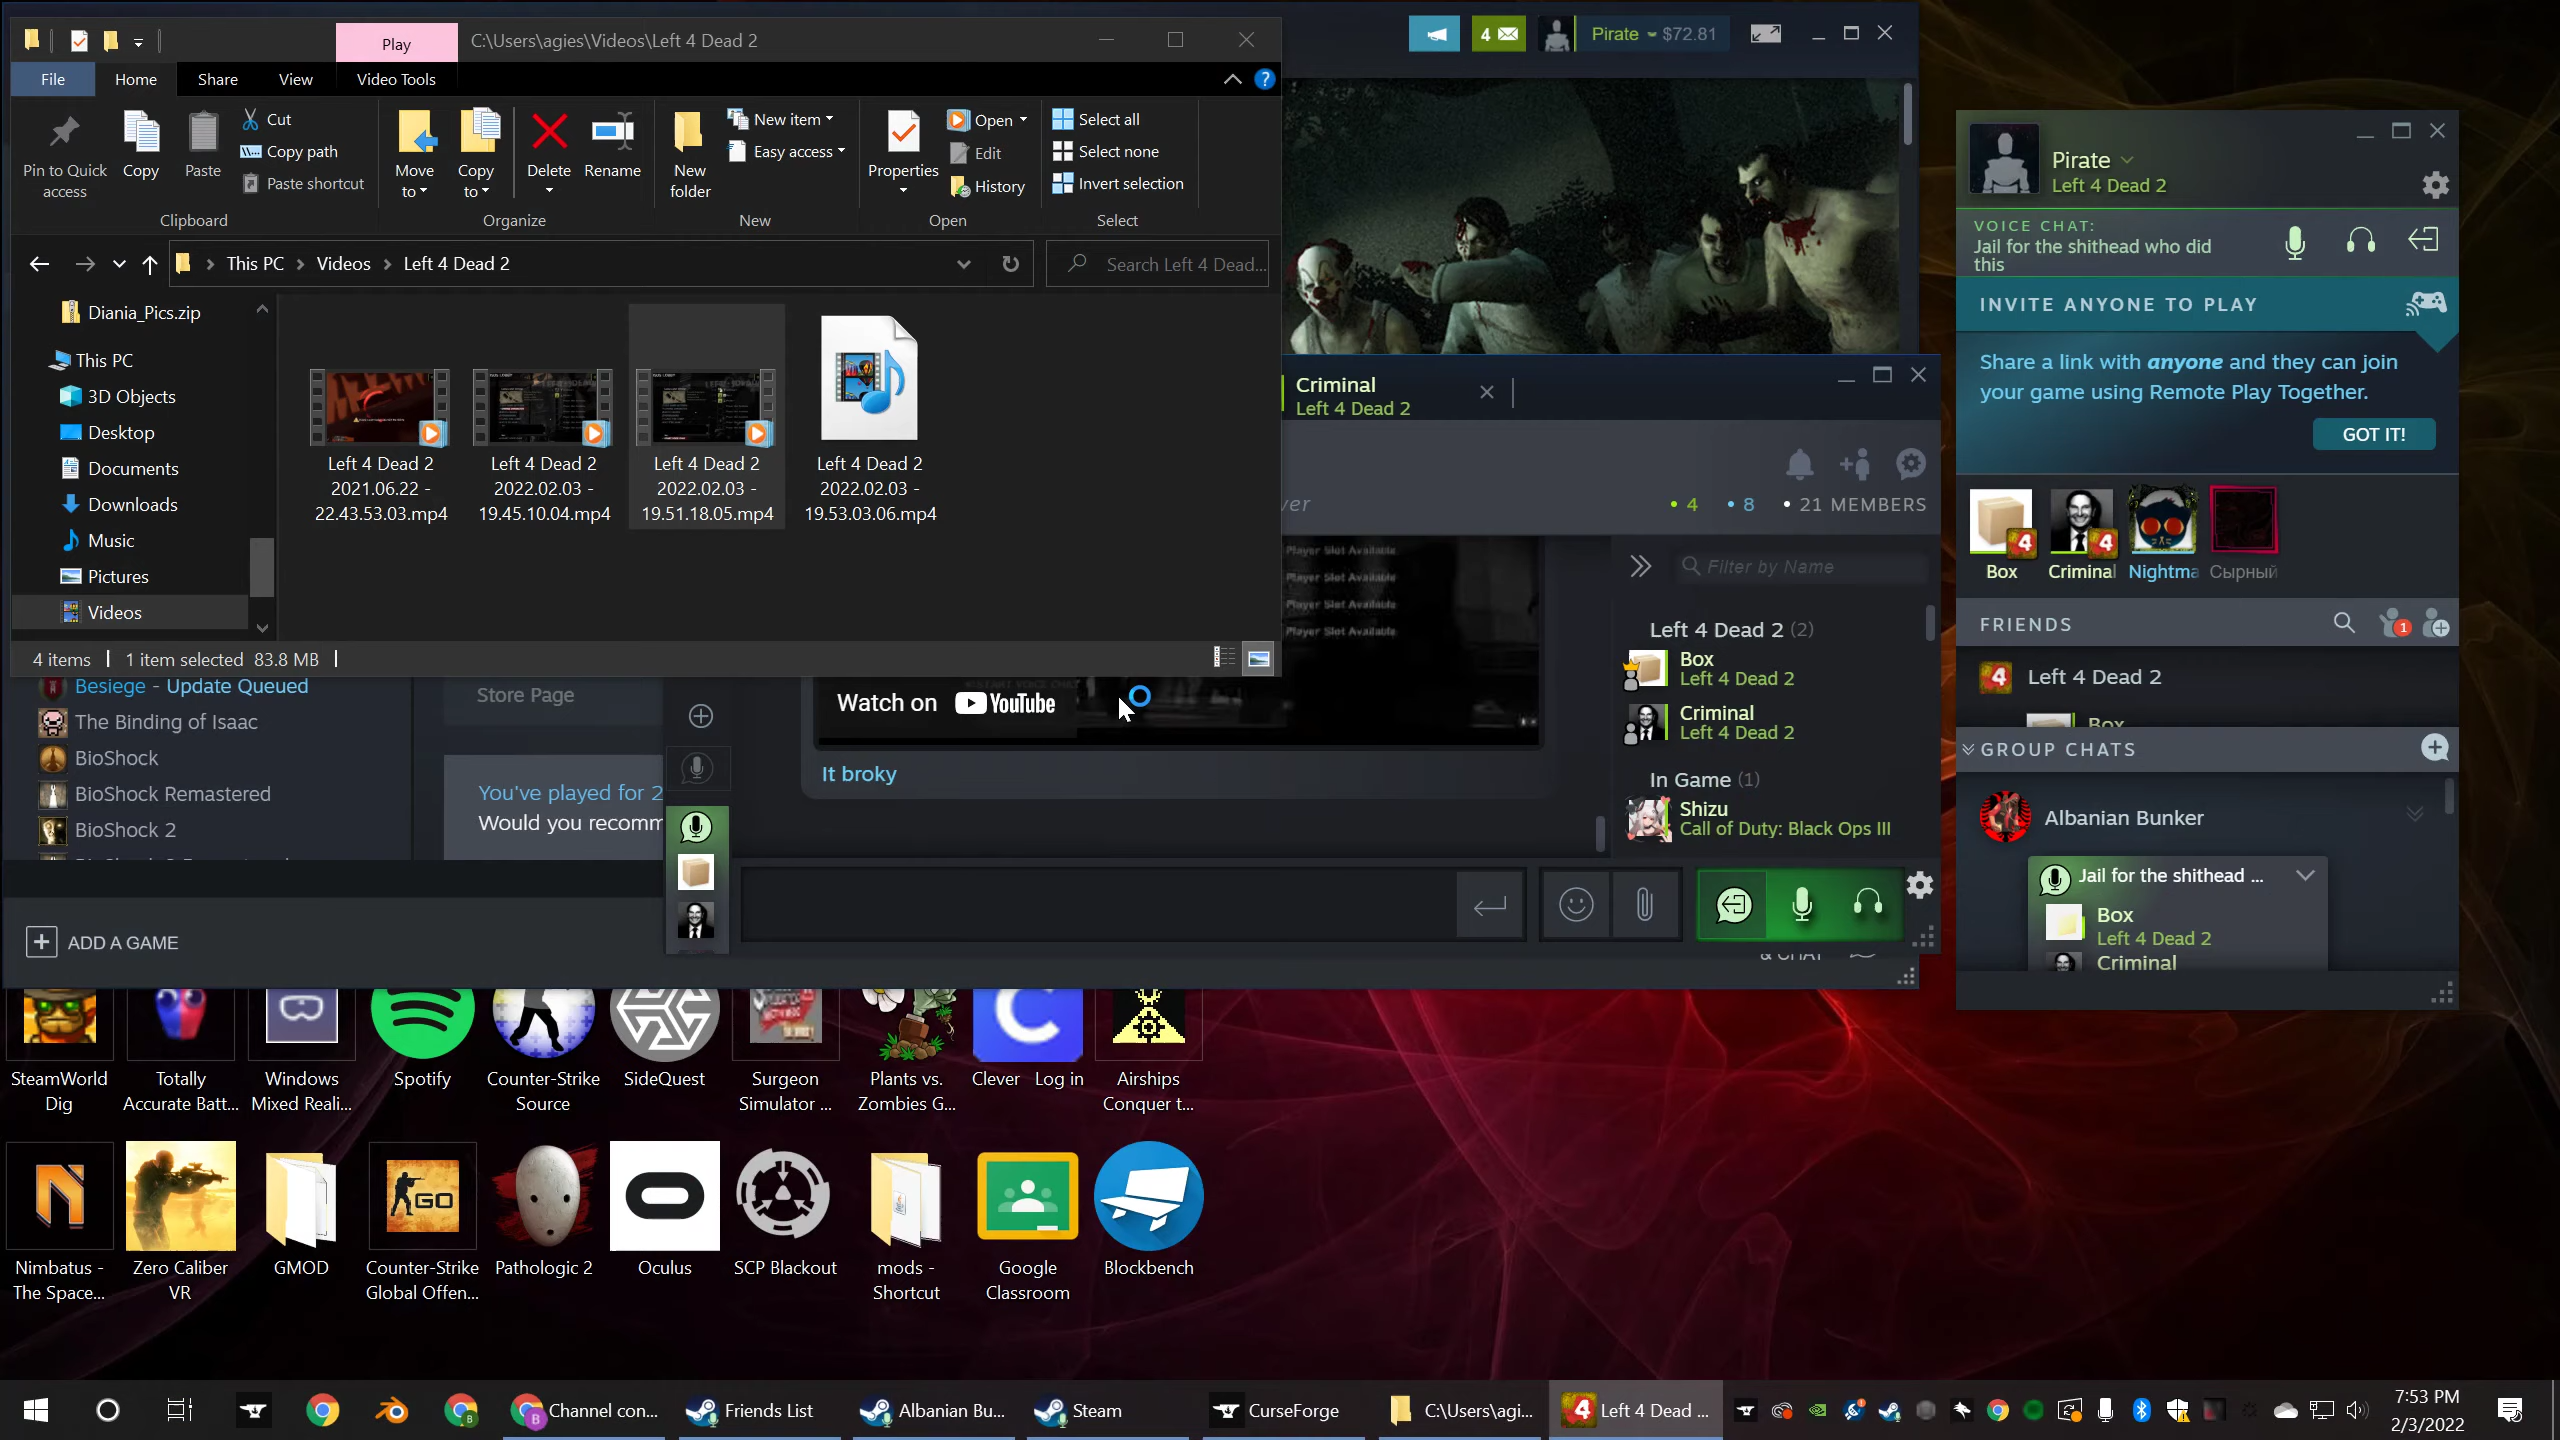 Play
C:\Users\agies\Videos\Left 4 Dead 2
File
Home
Share
View
Video Tools
Pin to Quick
access
Copy
Paste
Cut
Copy path
Paste shortcut
Clipboard
Move
to
Copy
to
Delete
Rename
Organize
New
folder
New item
Easy access
New
Properties
Open
Edit
History
Open
Select all
Select none
Invert selection
Select
This PC
Videos
Left 4 Dead 2
Search Left 4 Dead...
Diania_Pics.zip
This PC
3D Objects
Desktop
Documents
Downloads
Music
Pictures
Videos
Left 4 Dead 2
2021.06.22 -
22.43.53.03.mp4
Left 4 Dead 2
2022.02.03 -
19.45.10.04.mp4
Left 4 Dead 2
2022.02.03 -
19.51.18.05.mp4
Left 4 Dead 2
2022.02.03 -
19.53.03.06.mp4
4 items
1 item selected 83.8 MB
4
Pirate
$72.81
Criminal
Left 4 Dead 2
4
8
21 MEMBERS
Player Slot Available
Player Slot Available
Player Slot Available
Player Slot Available
Filter by Name
Left 4 Dead 2 (2)
Box
Left 4 Dead 2
Criminal
Left 4 Dead 2
In Game (1)
Shizu
Call of Duty: Black Ops III
Watch on YouTube
It broky
Besiege - Update Queued
The Binding of Isaac
BioShock
BioShock Remastered
BioShock 2
Store Page
You've played for 2
Would you recomm
ADD A GAME
& CHAT
Pirate
Left 4 Dead 2
VOICE CHAT:
Jail for the shithead who did
this
INVITE ANYONE TO PLAY
Share a link with anyone and they can join
your game using Remote Play Together.
GOT IT!
Box
Criminal
Nightma
Сырный
FRIENDS
1
Left 4 Dead 2
Box
GROUP CHATS
Albanian Bunker
Jail for the shithead ...
Box
Left 4 Dead 2
Criminal
SteamWorld
Dig
Totally
Accurate Batt...
Windows
Mixed Reali...
Spotify
Counter-Strike
Source
SideQuest
Surgeon
Simulator ...
Plants vs.
Zombies G...
Clever Log in
Airships
Conquer t...
Nimbatus -
The Space...
Zero Caliber
VR
GMOD
GO
Counter-Strike
Global Offen...
Pathologic 2
Oculus
SCP Blackout
mods -
Shortcut
Google
Classroom
Blockbench
Channel con...
Friends List
Albanian Bu...
Steam
CurseForge
C:\Users\agi...
Left 4 Dead ...
7:53 PM
2/3/2022